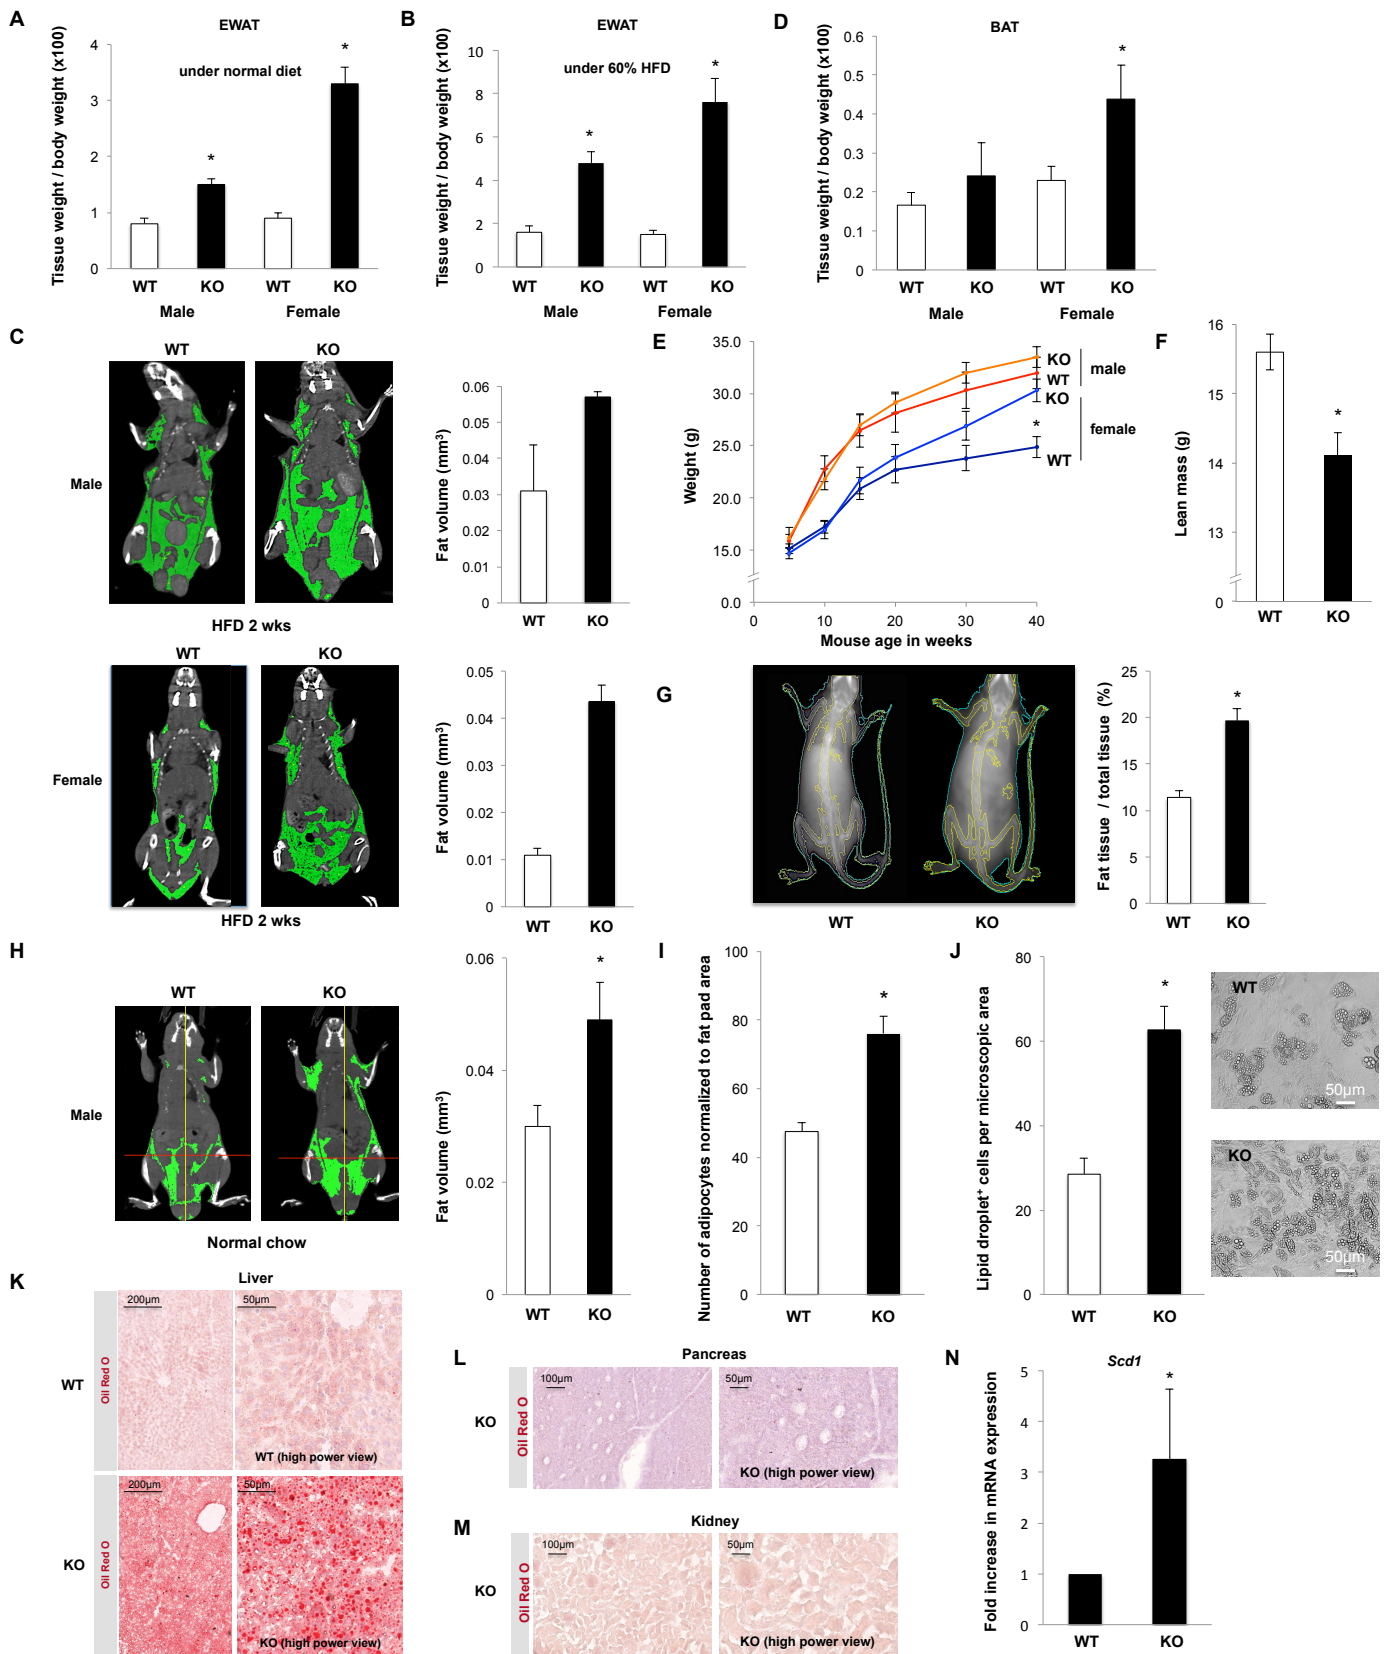 A
EWAT
Tissue weight / body weight (x100)
under normal diet
4
3
2
1
0
*
*
WT KO WT KO
Male Female
B
EWAT
Tissue weight / body weight (x100)
under 60% HFD
10
8
6
4
2
0
*
*
WT KO WT KO
Male Female
D
BAT
Tissue weight / body weight (x100)
0.6
0.5
0.4
0.3
0.2
0.1
0
*
WT KO WT KO
Male Female
C
WT KO
Male
HFD 2 wks
Fat volume (mm³)
0.06
0.05
0.04
0.03
0.02
0.01
0
WT KO
WT KO
Female
HFD 2 wks
Fat volume (mm³)
0.05
0.04
0.03
0.02
0.01
0
WT KO
E
Weight (g)
35.0
30.0
25.0
20.0
15.0
0.0
KO
WT
male
KO
*
WT
female
0 10 20 30 40
Mouse age in weeks
F
Lean mass (g)
16
15
14
13
0
*
WT KO
G
WT KO
Fat tissue / total tissue (%)
25
20
15
10
5
0
*
WT KO
H
WT KO
Male
Normal chow
Fat volume (mm³)
0.06
0.04
0.02
0
*
WT KO
I
Number of adipocytes normalized to fat pad area
100
80
60
40
20
0
*
WT KO
J
Lipid droplet⁺ cells per microscopic area
80
60
40
20
0
*
WT KO
WT
50µm
KO
50µm
K
Liver
WT
Oil Red O
200µm
50µm
WT (high power view)
KO
Oil Red O
200µm
50µm
KO (high power view)
L
Pancreas
KO
Oil Red O
100µm
50µm
KO (high power view)
M
Kidney
KO
Oil Red O
100µm
50µm
KO (high power view)
N
Scd1
Fold increase in mRNA expression
5
4
3
2
1
0
*
WT KO